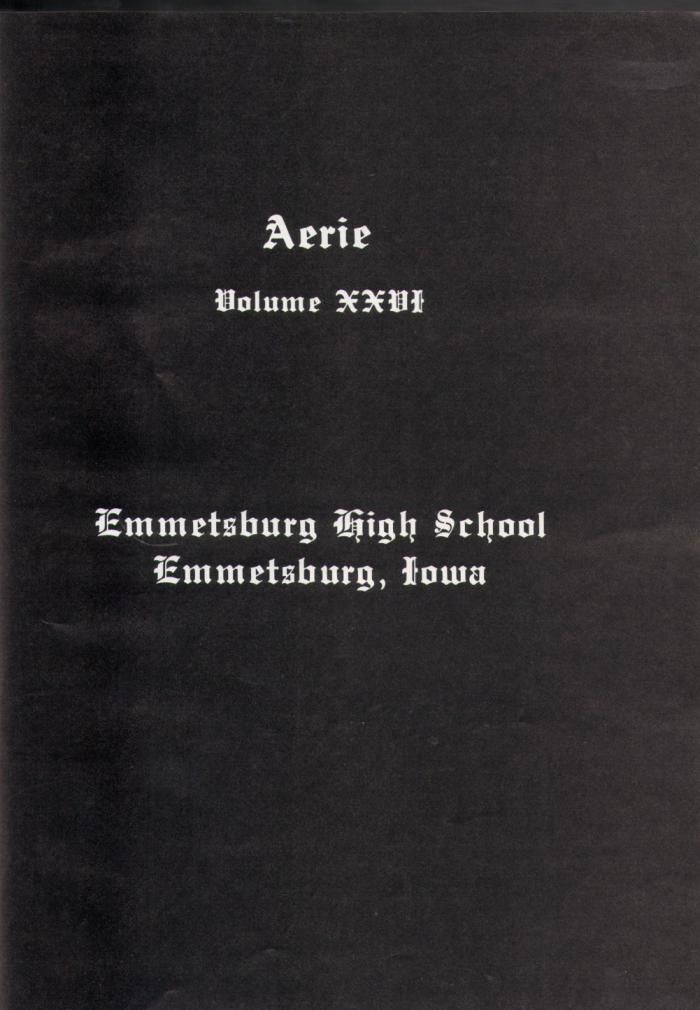 Aerie
Volume XXVI
Emmetsburg High School
Emmetsburg, Iowa